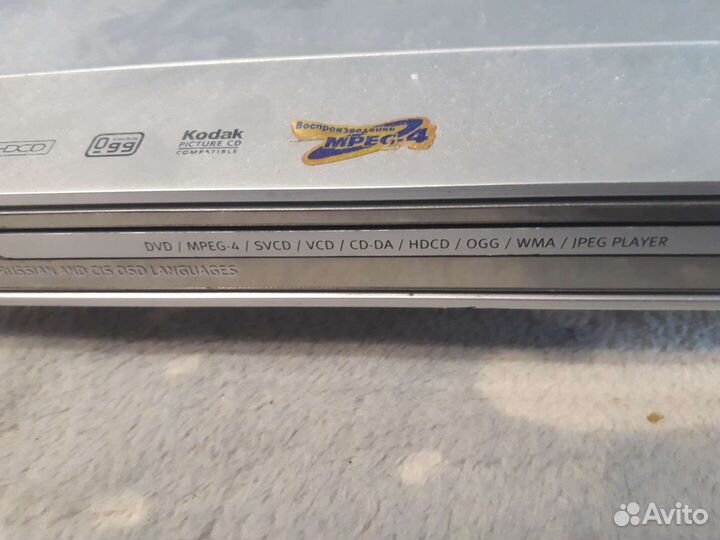 HDCD
Ogg
Kodak
PICTURE CD
COMPATIBLE
Воспроизведение
MPEG-4
DVD / MPEG-4 / SVCD / VCD / CD-DA / HDCD / OGG / WMA / JPEG PLAYER
RUSSIAN AND CIS OSD LANGUAGES
Avito